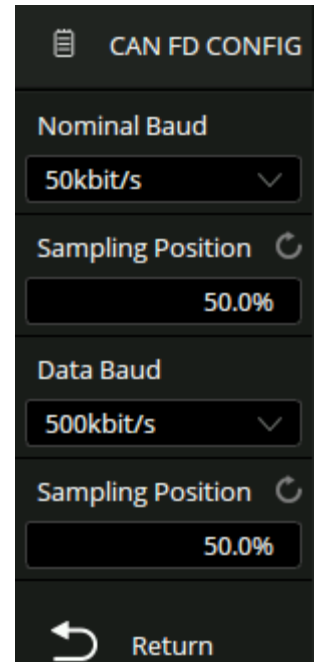 CAN FD CONFIG
Nominal Baud
50kbit/s
Sampling Position
50.0%
Data Baud
500kbit/s
Sampling Position
50.0%
Return